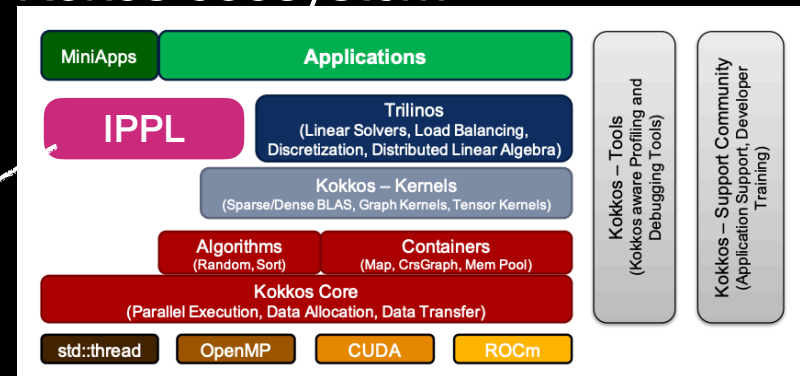 MiniApps
Applications
IPPL
Trilinos
(Linear Solvers, Load Balancing,
Discretization, Distributed Linear Algebra)
Kokkos – Kernels
(Sparse/Dense BLAS, Graph Kernels, Tensor Kernels)
Algorithms
(Random, Sort)
Containers
(Map, CrsGraph, Mem Pool)
Kokkos Core
(Parallel Execution, Data Allocation, Data Transfer)
std::thread
OpenMP
CUDA
ROCm
Kokkos – Tools
(Kokkos aware Profiling and
Debugging Tools)
Kokkos – Support Community
(Application Support, Developer
Training)